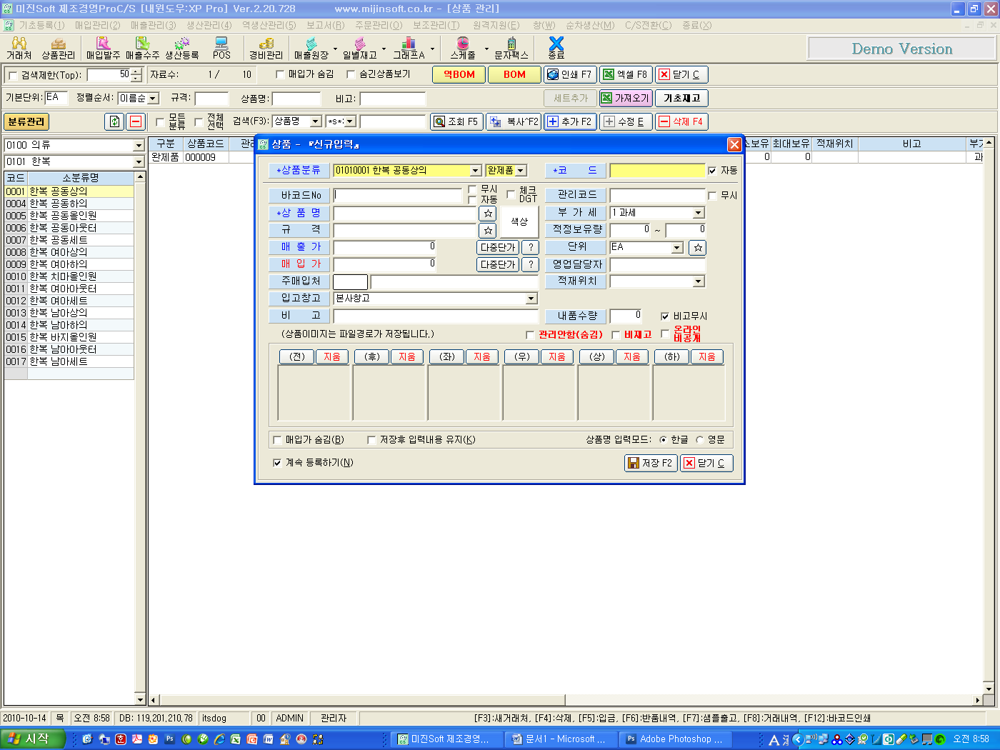 미진Soft 제조경영ProC/S [내원도우:XP Pro] Ver.2.20.728 www.mijinsoft.co.kr - [상품 관리]
기초등록(1) 매입관리(2) 매출관리(3) 생산관리(4) 역생산관리(5) 보고서(R) 주문관리(O) 보조관리(T) 원격지원(E) 창(W) 순차생산(M) C/S전환(C) 종료(X)
거래처 상품관리 매입발주 매출수주 생산등록 POS 경비관리 매출원장 일별재고 그래프A 스케줄 문자팩스 종료
Demo Version
검색제한(Top): 50 자료수: 1 / 10 매입가 숨김 숨긴상품보기 역BOM BOM 인쇄 F7 엑셀 F8 닫기 C
기본단위: EA 정렬순서: 이름순 규격: 상품명: 비고: 세트추가 가져오기 기초재고
분류관리 모든 분류 전체 선택 검색(F3): 상품명 *s*: 조회 F5 복사^F2 추가 F2 수정 E 삭제 F4
0100 의류
0101 한복
코드 소분류명
0001 한복 공동상의
0004 한복 공동하의
0005 한복 공동올인원
0006 한복 공동아웃터
0007 한복 공동세트
0008 한복 여아상의
0009 한복 여아하의
0010 한복 치마올인원
0011 한복 여아아웃터
0012 한복 여아세트
0013 한복 남아상의
0014 한복 남아하의
0015 한복 바지올인원
0016 한복 남아아웃터
0017 한복 남아세트
구분 상품코드 관리 소보유 최대보유 적재위치 비고 부가
완제품 000009 0 0 과
상품 - 『신규입력』
*상품분류 01010001 한복 공동상의 완제품 *코 드 자동
바코드No 무시 자동 체크 DGT 관리코드 무시
*상 품 명 ☆ 색상 부 가 세 1 과세
규 격 ☆ 적정보유량 0 ~ 0
매 출 가 0 다중단가 ? 단위 EA ☆
매 입 가 0 다중단가 ? 영업담당자
주매입처 적재위치
입고창고 본사창고
비 고 내품수량 0 비고무시
(상품이미지는 파일경로가 저장됩니다.) 관리안함(숨김) 비재고 온라인 비공개
(전) 지움 (후) 지움 (좌) 지움 (우) 지움 (상) 지움 (하) 지움
매입가 숨김(B) 저장후 입력내용 유지(K) 상품명 입력모드: 한글 영문
계속 등록하기(N) 저장 F2 닫기 C
2010-10-14 목 오전 8:58 DB: 119,201,210,78 itsdog 00 ADMIN 관리자 [F3]:새거래처, [F4]:삭제, [F5]:입금, [F6]:반품내역, [F7]:샘플출고, [F8]:거래내역, [F12]:바코드인쇄
시작 미진Soft 제조경영... 문서1 - Microsoft ... Adobe Photoshop ... A 漢 오전 8:58